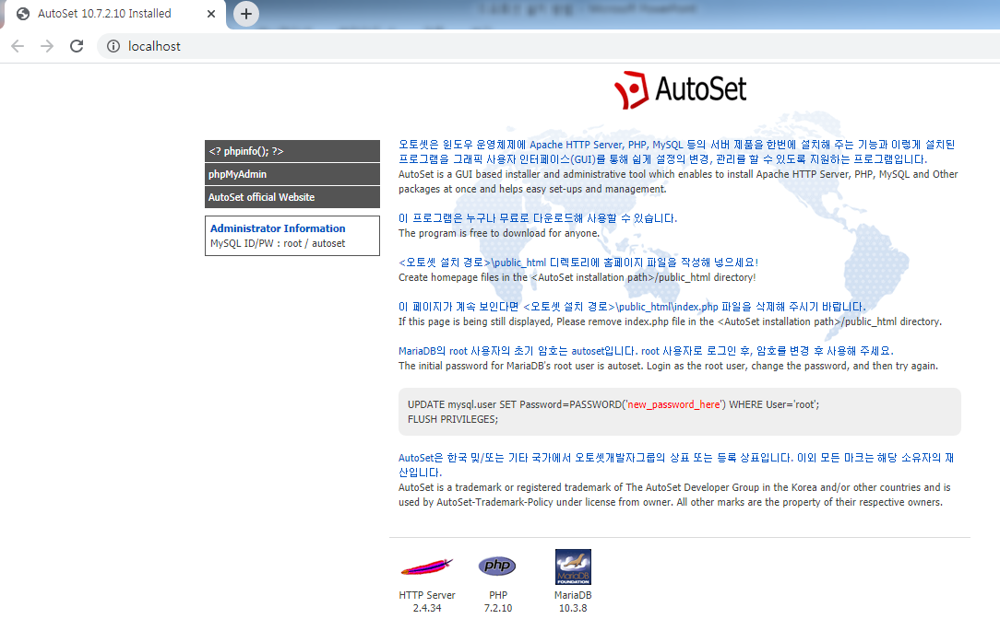 AutoSet 10.7.2.10 Installed
localhost
AutoSet
<? phpinfo(); ?>
phpMyAdmin
AutoSet official Website
Administrator Information
MySQL ID/PW : root / autoset
오토셋은 윈도우 운영체제에 Apache HTTP Server, PHP, MySQL 등의 서버 제품을 한번에 설치해 주는 기능과 이렇게 설치된
프로그램을 그래픽 사용자 인터페이스(GUI)를 통해 쉽게 설정의 변경, 관리를 할 수 있도록 지원하는 프로그램입니다.
AutoSet is a GUI based installer and administrative tool which enables to install Apache HTTP Server, PHP, MySQL and Other
packages at once and helps easy set-ups and management.
이 프로그램은 누구나 무료로 다운로드해 사용할 수 있습니다.
The program is free to download for anyone.
<오토셋 설치 경로>\public_html 디렉토리에 홈페이지 파일을 작성해 넣으세요!
Create homepage files in the <AutoSet installation path>/public_html directory!
이 페이지가 계속 보인다면 <오토셋 설치 경로>\public_html\index.php 파일을 삭제해 주시기 바랍니다.
If this page is being still displayed, Please remove index.php file in the <AutoSet installation path>/public_html directory.
MariaDB의 root 사용자의 초기 암호는 autoset입니다. root 사용자로 로그인 후, 암호를 변경 후 사용해 주세요.
The initial password for MariaDB's root user is autoset. Login as the root user, change the password, and then try again.
UPDATE mysql.user SET Password=PASSWORD('new_password_here') WHERE User='root';
FLUSH PRIVILEGES;
AutoSet은 한국 및/또는 기타 국가에서 오토셋개발자그룹의 상표 또는 등록 상표입니다. 이외 모든 마크는 해당 소유자의 재
산입니다.
AutoSet is a trademark or registered trademark of The AutoSet Developer Group in the Korea and/or other countries and is
used by AutoSet-Trademark-Policy under license from owner. All other marks are the property of their respective owners.
php
MariaDB
FOUNDATION
HTTP Server
2.4.34
PHP
7.2.10
MariaDB
10.3.8